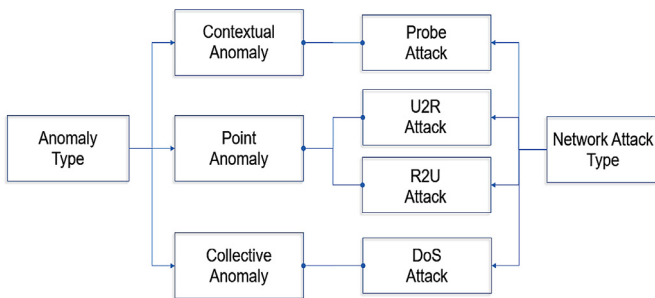 Contextual
Anomaly
Probe
Attack
Anomaly
Type
Point
Anomaly
U2R
Attack
R2U
Attack
Network Attack
Type
Collective
Anomaly
DoS
Attack